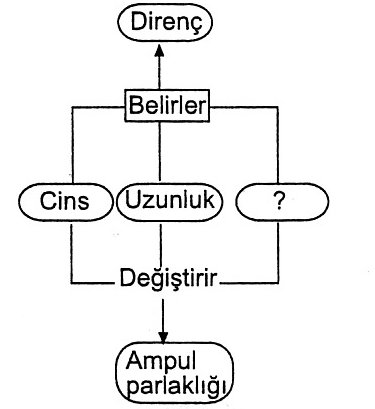 Direnç
Belirler
Cins
Uzunluk
?
Değiştirir
Ampul
parlaklığı